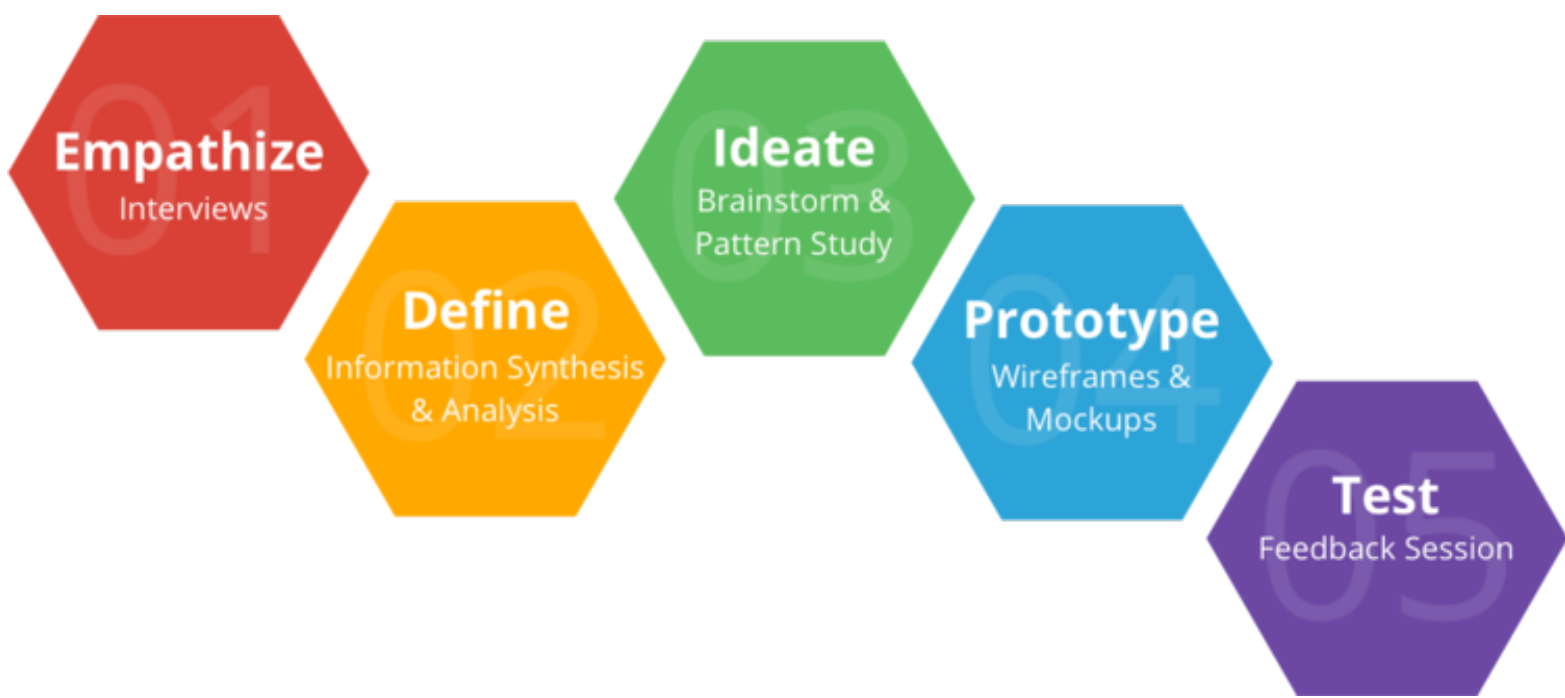 01
Empathize
Interviews
02
Define
Information Synthesis
& Analysis
03
Ideate
Brainstorm &
Pattern Study
04
Prototype
Wireframes &
Mockups
05
Test
Feedback Session